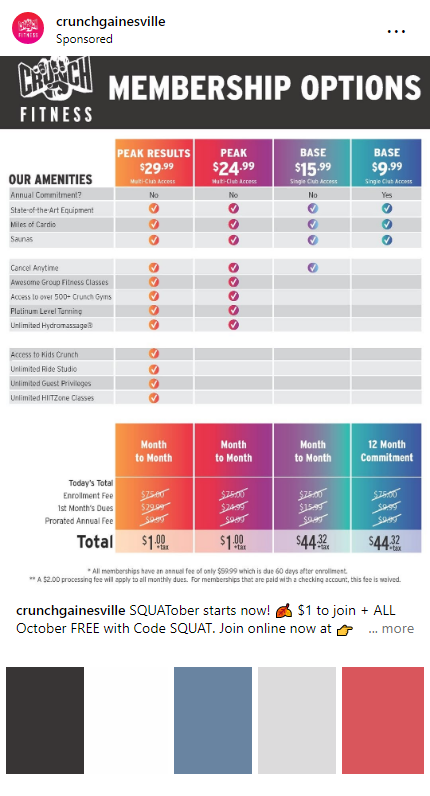 crunchgainesville
Sponsored
CRUNCH
FITNESS
MEMBERSHIP OPTIONS
OUR AMENITIES
PEAK RESULTS
$29.99
Multi-Club Access
PEAK
$24.99
Multi-Club Access
BASE
$15.99
Single Club Access
BASE
$9.99
Single Club Access
Annual Commitment? No No No Yes
State-of-the-Art Equipment
Miles of Cardio
Saunas
Cancel Anytime
Awesome Group Fitness Classes
Access to over 500+ Crunch Gyms
Platinum Level Tanning
Unlimited Hydromassage®
Access to Kids Crunch
Unlimited Ride Studio
Unlimited Guest Privileges
Unlimited HIITZone Classes
Month to Month
Month to Month
Month to Month
12 Month Commitment
Today's Total
Enrollment Fee $75.00 $75.00 $75.00 $75.00
1st Month's Dues $29.99 $24.99 $15.99 $9.99
Prorated Annual Fee
Total $1.00 +tax $1.00 +tax $44.32 +tax $44.32 +tax
* All memberships have an annual fee of only $59.99 which is due 60 days after enrollment.
** A $2.00 processing fee will apply to all monthly dues. For memberships that are paid with a checking account, this fee is waived.
crunchgainesville SQUATober starts now! 🍂 $1 to join + ALL
October FREE with Code SQUAT. Join online now at 👉 ... more